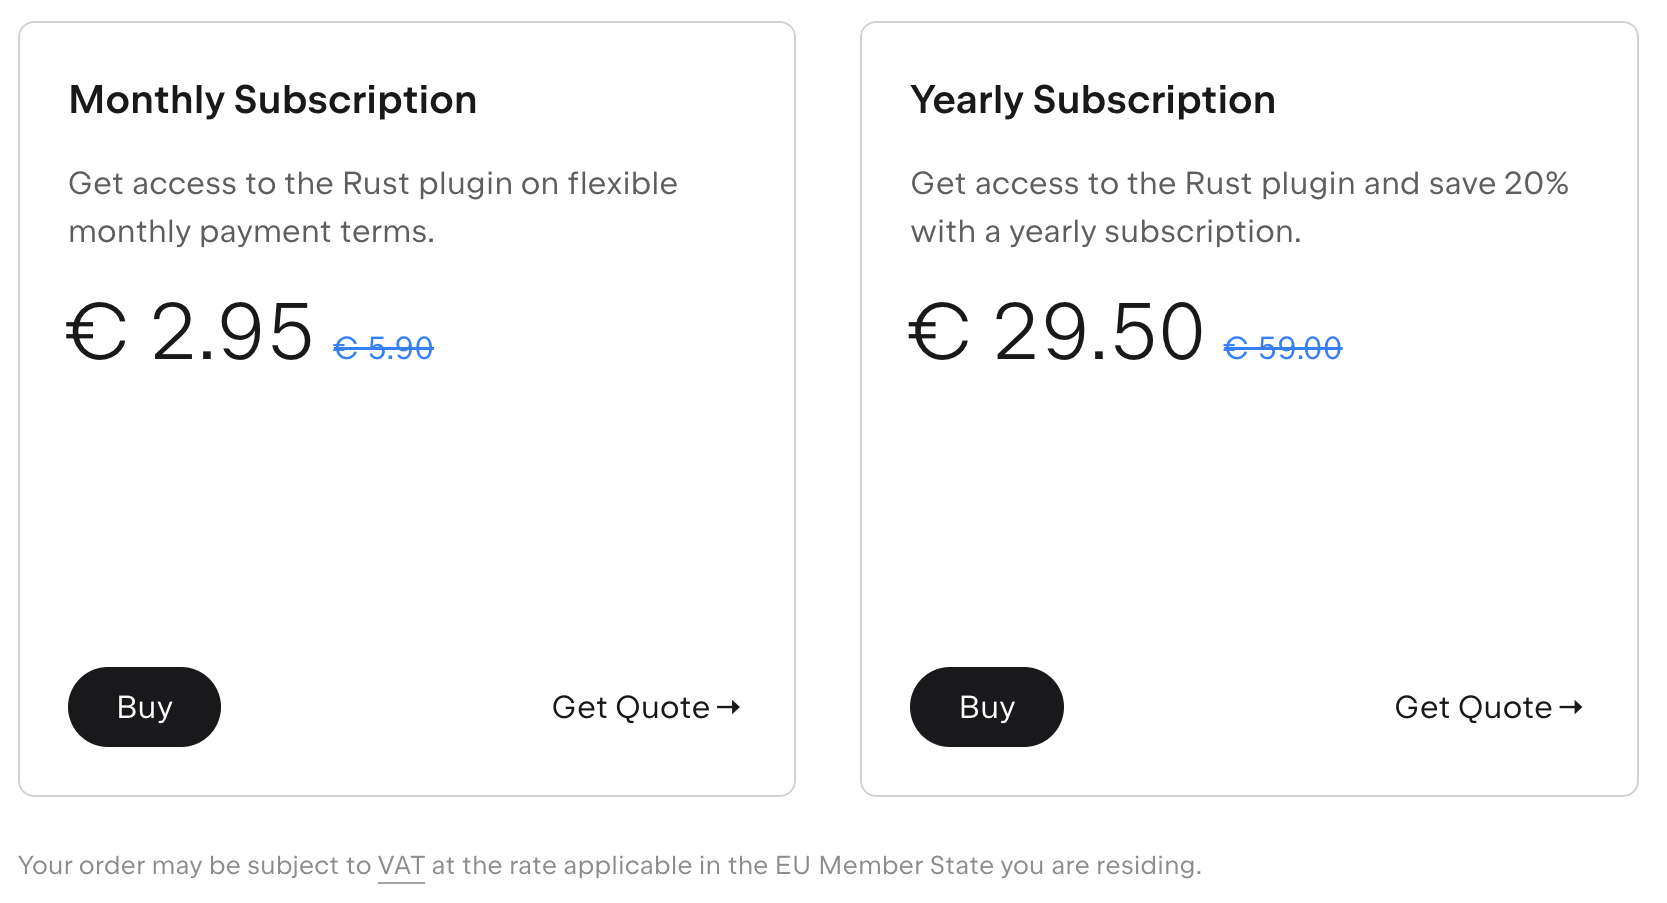 Monthly Subscription
Get access to the Rust plugin on flexible
monthly payment terms.
€ 2.95 € 5.90
Buy
Get Quote →
Yearly Subscription
Get access to the Rust plugin and save 20%
with a yearly subscription.
€ 29.50 € 59.00
Buy
Get Quote →
Your order may be subject to VAT at the rate applicable in the EU Member State you are residing.